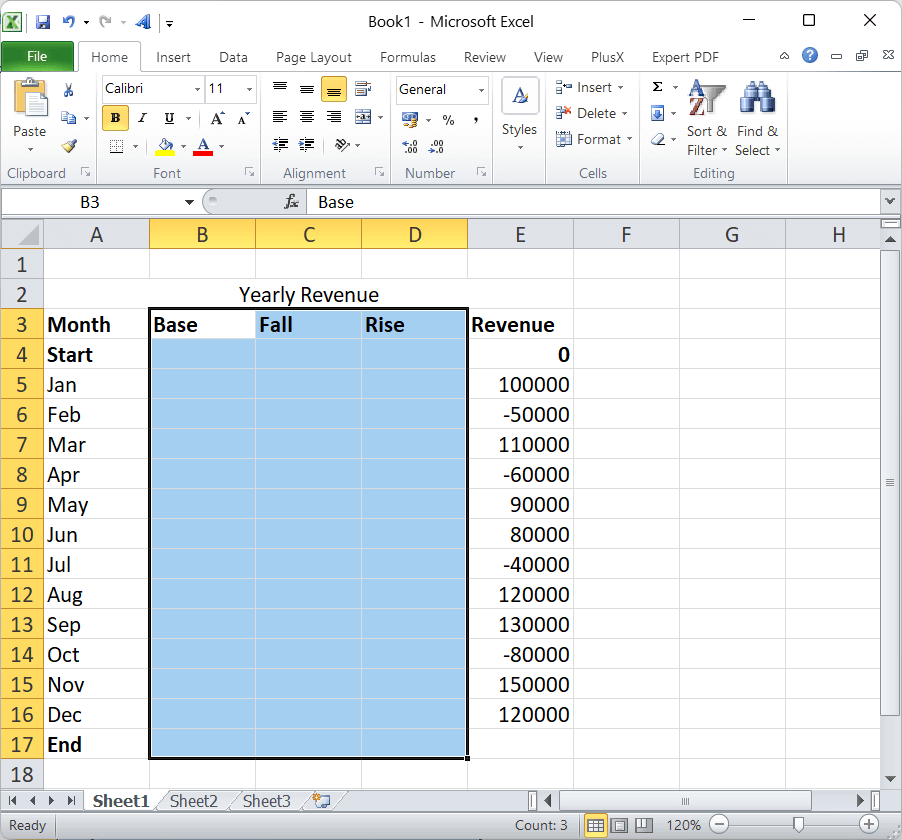 Book1 - Microsoft Excel
File Home Insert Data Page Layout Formulas Review View PlusX Expert PDF
Calibri 11 General Insert
B I U A A Delete
Paste A % , Styles Format Sort & Filter Find & Select
Clipboard Font Alignment Number Cells Editing
B3 fx Base
A B C D E F G H
1
2 Yearly Revenue
3 Month Base Fall Rise Revenue
4 Start 0
5 Jan 100000
6 Feb -50000
7 Mar 110000
8 Apr -60000
9 May 90000
10 Jun 80000
11 Jul -40000
12 Aug 120000
13 Sep 130000
14 Oct -80000
15 Nov 150000
16 Dec 120000
17 End
18
Sheet1 Sheet2 Sheet3
Ready Count: 3 120%